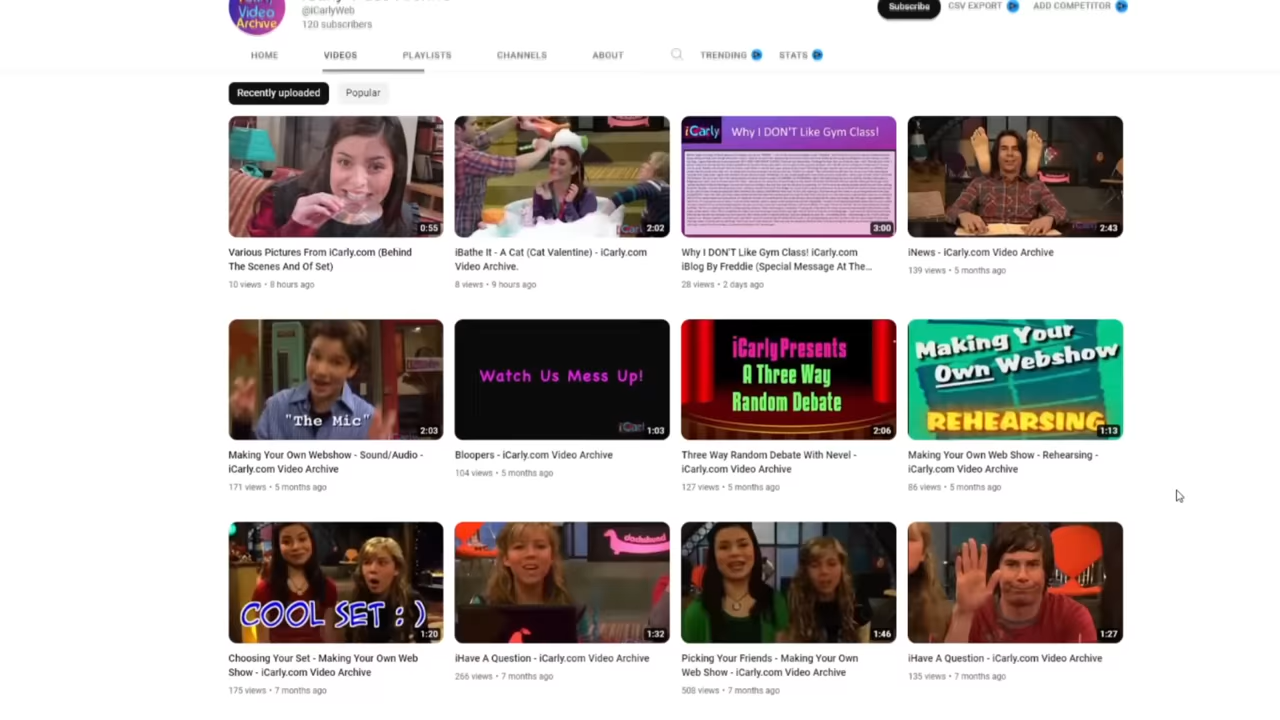 Video
Archive
@iCarlyWeb
120 subscribers
Subscribe
CSV EXPORT
ADD COMPETITOR
HOME
VIDEOS
PLAYLISTS
CHANNELS
ABOUT
TRENDING
STATS
Recently uploaded
Popular
0:55
2:02
iCarly
Why I DON'T Like Gym Class!
3:00
2:43
Various Pictures From iCarly.com (Behind
The Scenes And Of Set)
10 views • 8 hours ago
iBathe It - A Cat (Cat Valentine) - iCarly.com
Video Archive.
8 views • 9 hours ago
Why I DON'T Like Gym Class! iCarly.com
iBlog By Freddie (Special Message At The...
28 views • 2 days ago
iNews - iCarly.com Video Archive
139 views • 5 months ago
"The Mic"
2:03
Watch Us Mess Up!
1:03
iCarly Presents
A Three Way
Random Debate
2:06
Making Your
Own Webshow
REHEARSING
1:13
Making Your Own Webshow - Sound/Audio -
iCarly.com Video Archive
171 views • 5 months ago
Bloopers - iCarly.com Video Archive
104 views • 5 months ago
Three Way Random Debate With Nevel -
iCarly.com Video Archive
127 views • 5 months ago
Making Your Own Web Show - Rehearsing -
iCarly.com Video Archive
86 views • 5 months ago
COOL SET : )
1:20
1:32
1:46
1:27
Choosing Your Set - Making Your Own Web
Show - iCarly.com Video Archive
175 views • 7 months ago
iHave A Question - iCarly.com Video Archive
266 views • 7 months ago
Picking Your Friends - Making Your Own
Web Show - iCarly.com Video Archive
508 views • 7 months ago
iHave A Question - iCarly.com Video Archive
135 views • 7 months ago